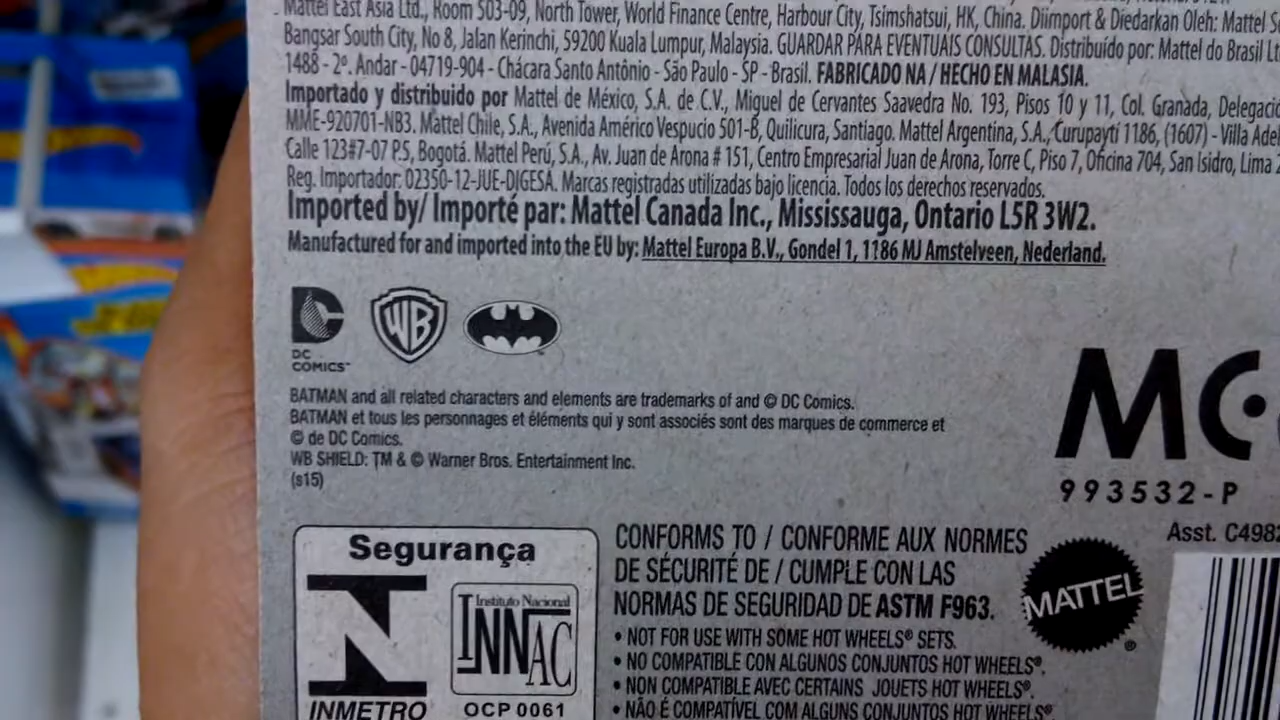 Mattel East Asia Ltd., Room 503-09, North Tower, World Finance Centre, Harbour City, Tsimshatsui, HK, China. Diimport & Diedarkan Oleh: Mattel S
Bangsar South City, No 8, Jalan Kerinchi, 59200 Kuala Lumpur, Malaysia. GUARDAR PARA EVENTUAIS CONSULTAS. Distribuído por: Mattel do Brasil Lt
1488 - 2º. Andar - 04719-904 - Chácara Santo Antônio - São Paulo - SP - Brasil. FABRICADO NA / HECHO EN MALASIA.
Importado y distribuido por Mattel de México, S.A. de C.V., Miguel de Cervantes Saavedra No. 193, Pisos 10 y 11, Col. Granada, Delegació
MME-920701-NB3. Mattel Chile, S.A., Avenida Américo Vespucio 501-B, Quilicura, Santiago. Mattel Argentina, S.A., Curupaytí 1186, (1607) - Villa Ade
Calle 123#7-07 P.5, Bogotá. Mattel Perú, S.A., Av. Juan de Arona # 151, Centro Empresarial Juan de Arona, Torre C, Piso 7, Oficina 704, San Isidro, Lima
Reg. Importador: 02350-12-JUE-DIGESA. Marcas registradas utilizadas bajo licencia. Todos los derechos reservados.
Imported by/ Importé par: Mattel Canada Inc., Mississauga, Ontario L5R 3W2.
Manufactured for and imported into the EU by: Mattel Europa B.V., Gondel 1, 1186 MJ Amstelveen, Nederland.
DC COMICS™
WB
BATMAN and all related characters and elements are trademarks of and © DC Comics.
BATMAN et tous les personnages et éléments qui y sont associés sont des marques de commerce et
© de DC Comics.
WB SHIELD: TM & © Warner Bros. Entertainment Inc.
(s15)
MC
993532-P
Asst. C498
Segurança
Instituto Nacional
INNAC
INMETRO
OCP 0061
CONFORMS TO / CONFORME AUX NORMES
DE SÉCURITÉ DE / CUMPLE CON LAS
NORMAS DE SEGURIDAD DE ASTM F963.
MATTEL®
• NOT FOR USE WITH SOME HOT WHEELS® SETS.
• NO COMPATIBLE CON ALGUNOS CONJUNTOS HOT WHEELS®.
• NON COMPATIBLE AVEC CERTAINS JOUETS HOT WHEELS®.
• NÃO É COMPATÍVEL COM ALGUNS CONJUNTOS HOT WHEELS®.